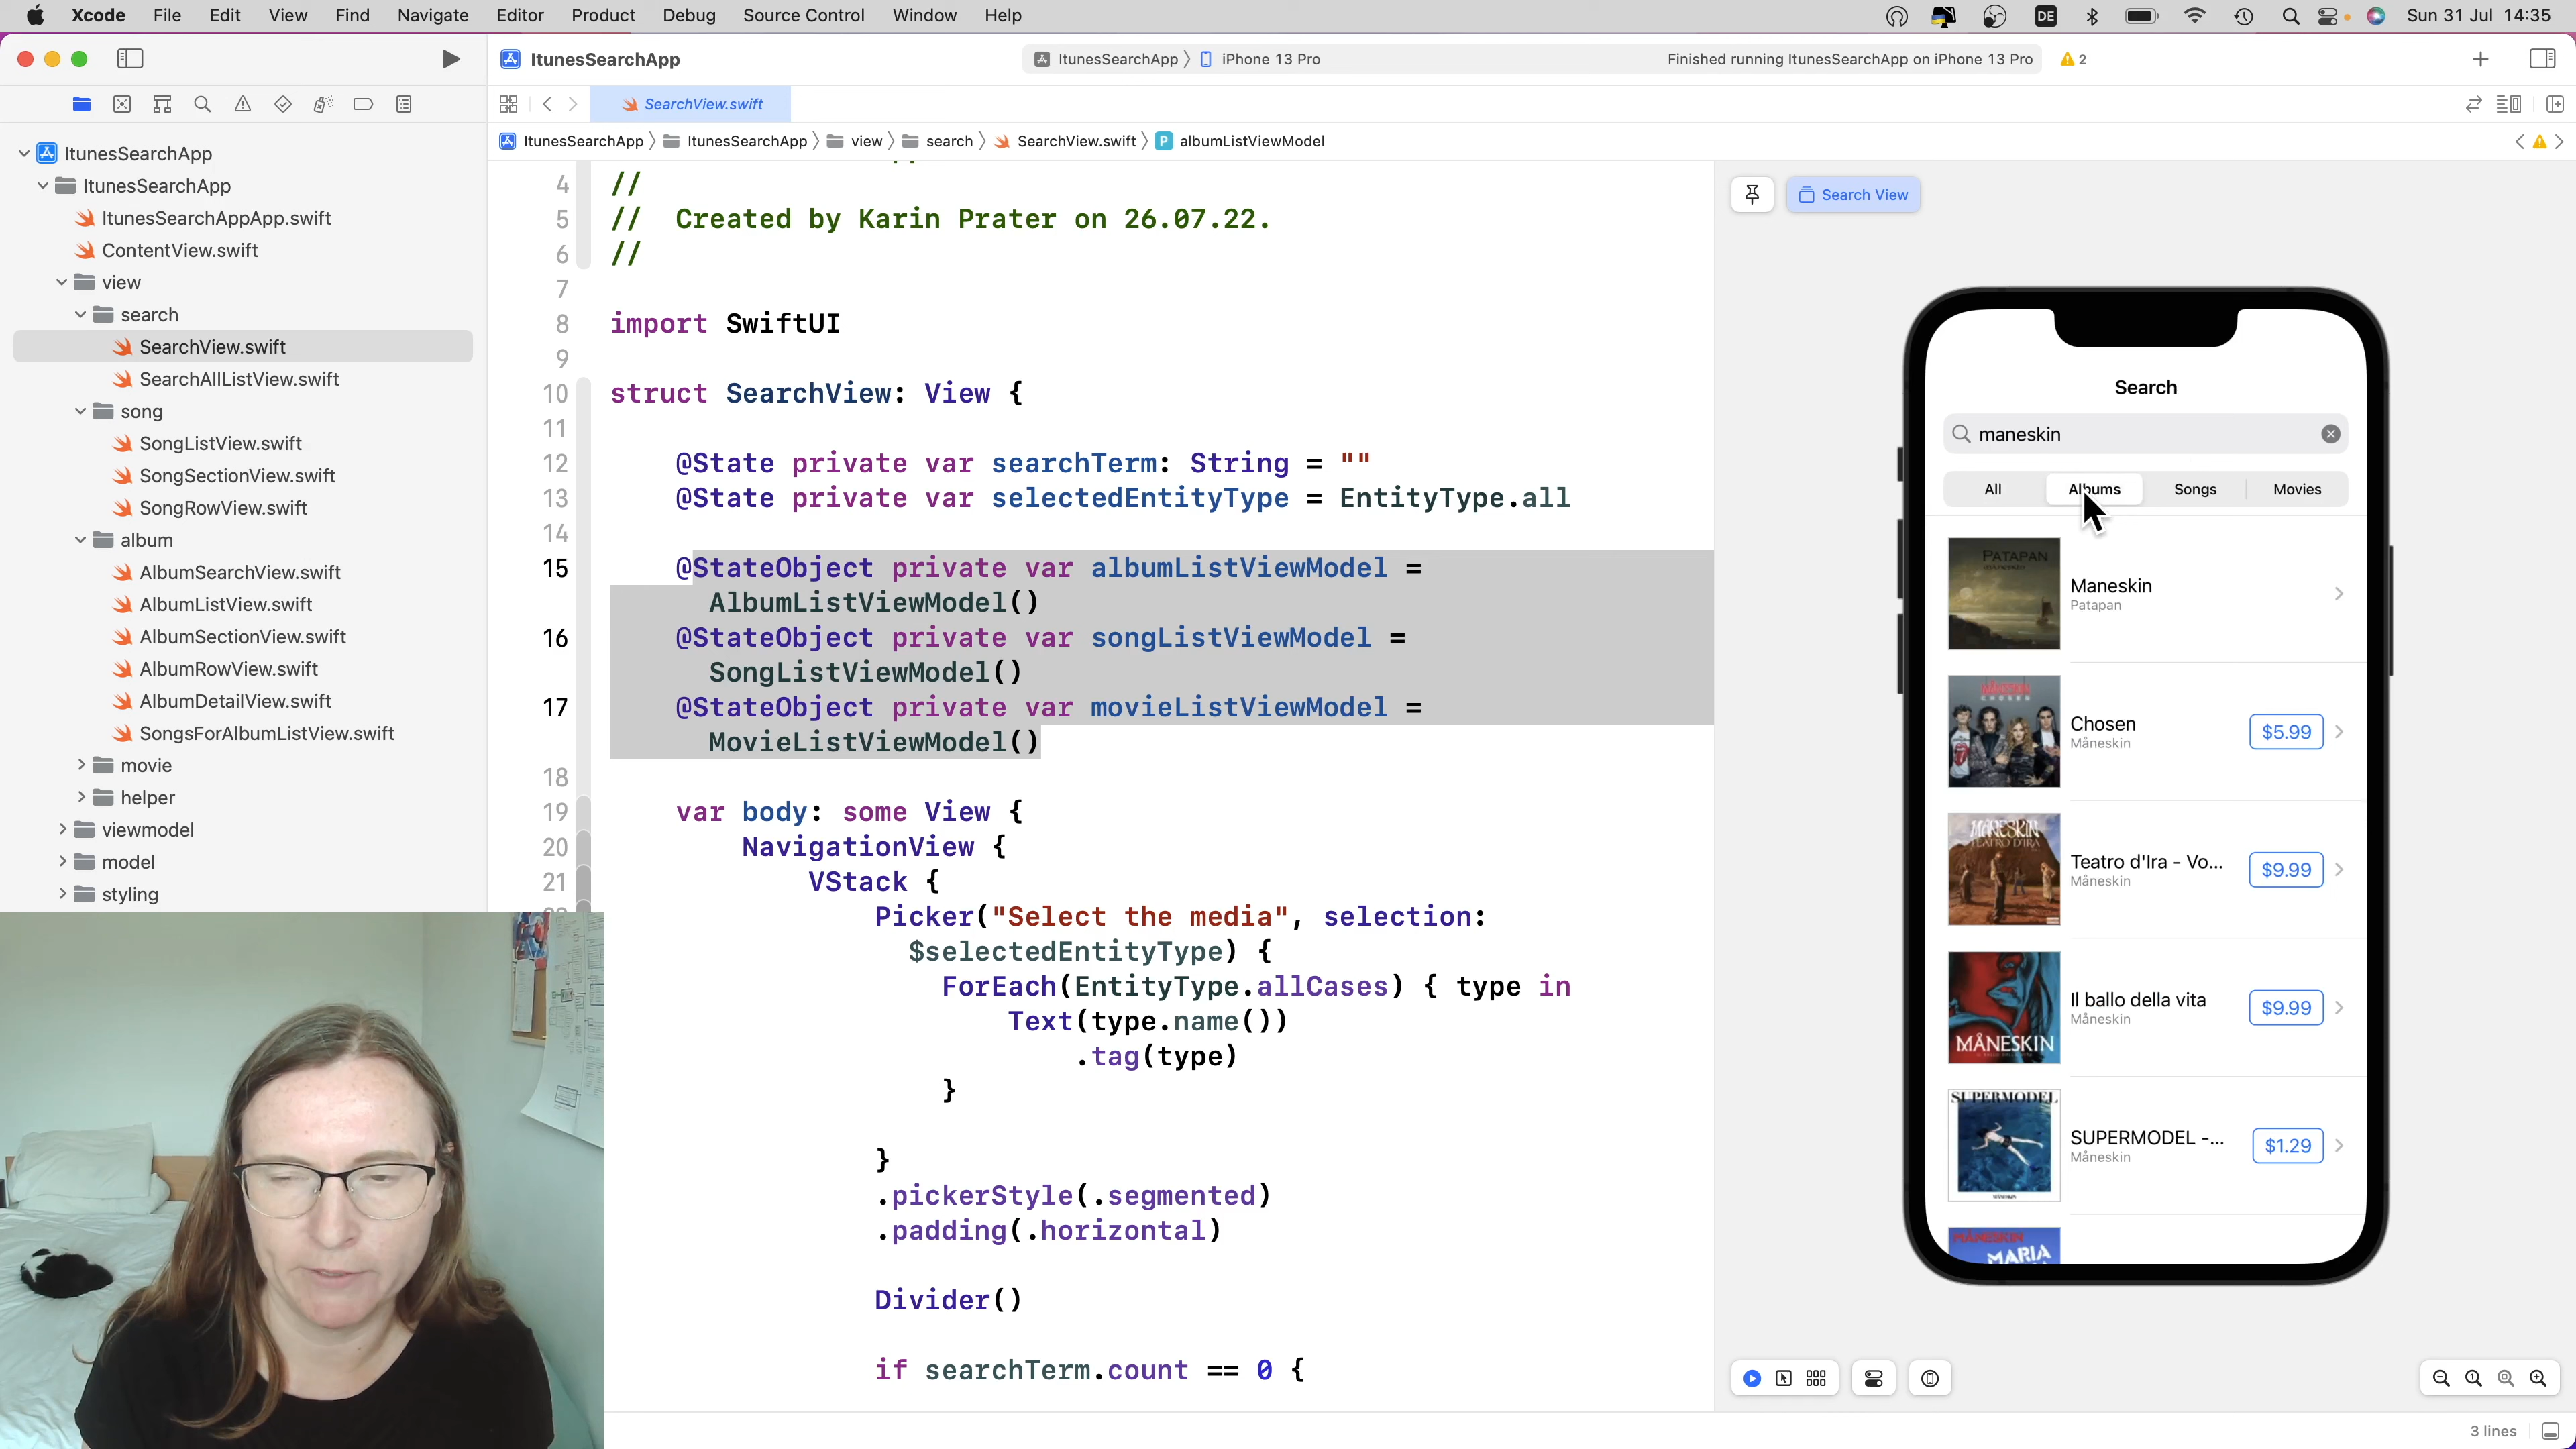 Xcode File Edit View Find Navigate Editor Product Debug Source Control Window Help DE Sun 31 Jul 14:35
ItunesSearchApp ItunesSearchApp iPhone 13 Pro Finished running ItunesSearchApp on iPhone 13 Pro 2
SearchView.swift
ItunesSearchApp ItunesSearchApp view search SearchView.swift P albumListViewModel
ItunesSearchApp
ItunesSearchApp
ItunesSearchAppApp.swift
ContentView.swift
view
search
SearchView.swift
SearchAllListView.swift
song
SongListView.swift
SongSectionView.swift
SongRowView.swift
album
AlbumSearchView.swift
AlbumListView.swift
AlbumSectionView.swift
AlbumRowView.swift
AlbumDetailView.swift
SongsForAlbumListView.swift
movie
helper
viewmodel
model
styling
4 //
5 // Created by Karin Prater on 26.07.22.
6 //
7
8 import SwiftUI
9
10 struct SearchView: View {
11
12 @State private var searchTerm: String = ""
13 @State private var selectedEntityType = EntityType.all
14
15 @StateObject private var albumListViewModel =
AlbumListViewModel()
16 @StateObject private var songListViewModel =
SongListViewModel()
17 @StateObject private var movieListViewModel =
MovieListViewModel()
18
19 var body: some View {
20 NavigationView {
21 VStack {
Picker("Select the media", selection:
$selectedEntityType) {
ForEach(EntityType.allCases) { type in
Text(type.name())
.tag(type)
}
}
.pickerStyle(.segmented)
.padding(.horizontal)
Divider()
if searchTerm.count == 0 {
Search View
Search
maneskin
All Albums Songs Movies
PATAPAN
Maneskin
Patapan
CHOSEN
Chosen
Måneskin
$5.99
MÅNESKIN
TEATRO D'IRA
Teatro d'Ira - Vo...
Måneskin
$9.99
MÅNESKIN
Il ballo della vita
Måneskin
$9.99
SUPERMODEL
SUPERMODEL -...
Måneskin
$1.29
MÅNESKIN
MARIA
3 lines